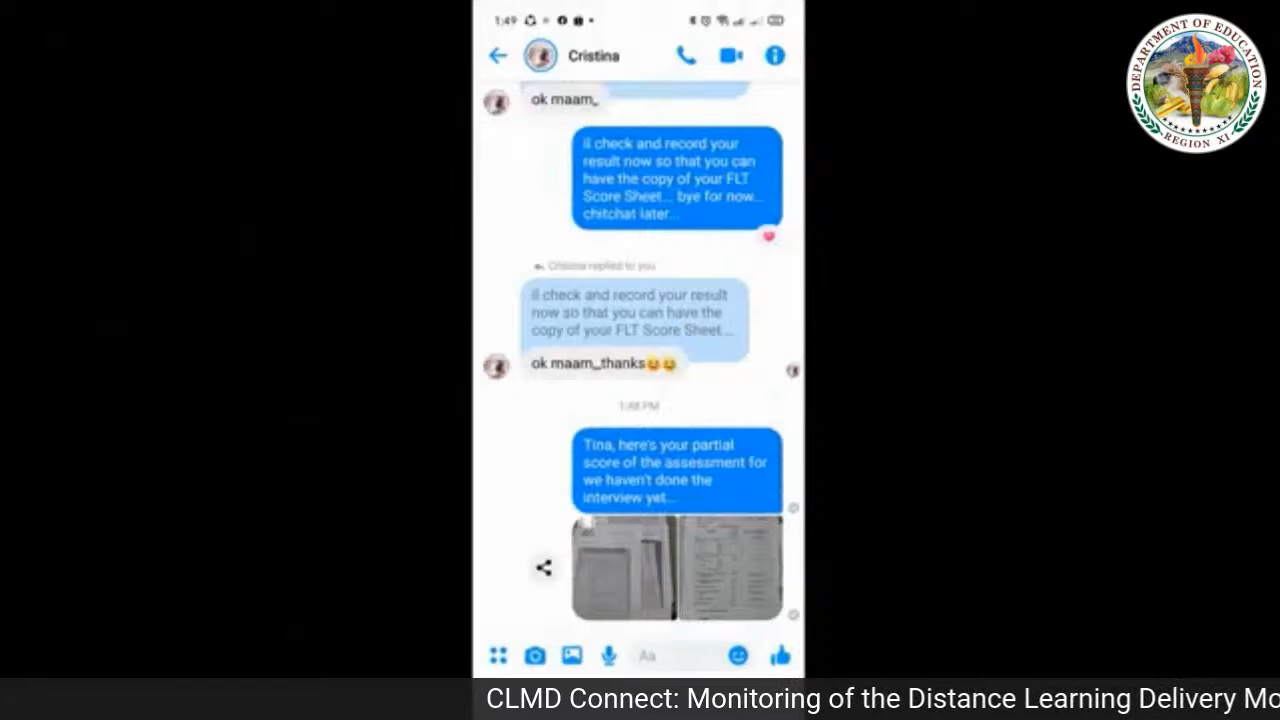 1:49
Cristina
ok maam,,
il check and record your
result now so that you can
have the copy of your FLT
Score Sheet... bye for now...
chitchat later...
Cristina replied to you
il check and record your result
now so that you can have the
copy of your FLT Score Sheet ...
ok maam,,,thanks😆😆
1:48 PM
Tina, here's your partial
score of the assessment for
we haven't done the
interview yet...
Aa
DEPARTMENT OF EDUCATION
REGION XI
CLMD Connect: Monitoring of the Distance Learning Delivery Mo